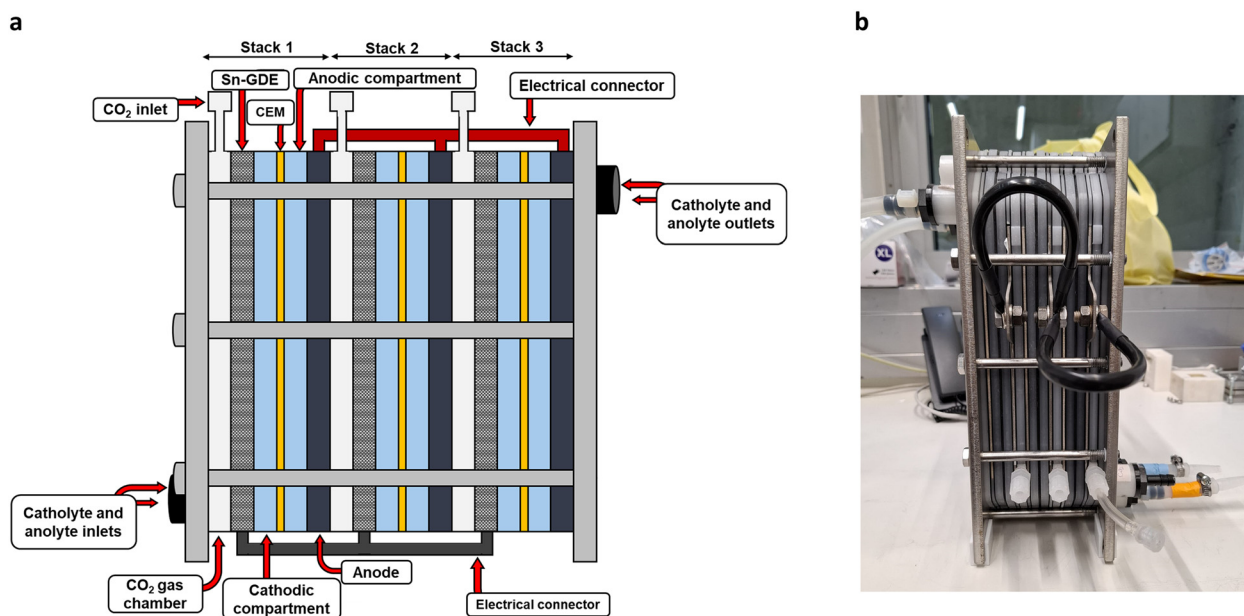 a
b
Stack 1
Stack 2
Stack 3
Sn-GDE
Anodic compartment
Electrical connector
CO₂ inlet
CEM
Catholyte and
anolyte outlets
Catholyte and
anolyte inlets
CO₂ gas
chamber
Cathodic
compartment
Anode
Electrical connector
XL